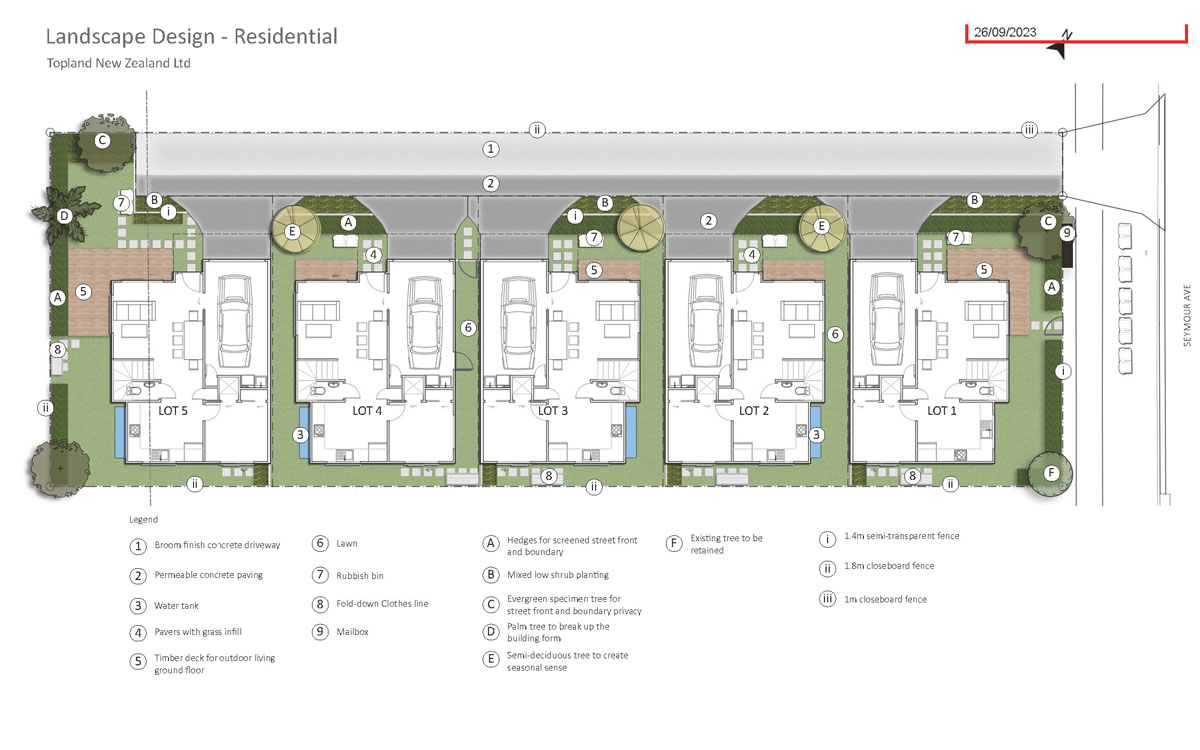 Landscape Design - Residential
Topland New Zealand Ltd
26/09/2023
N
ii
iii
C
1
2
7
B
i
D
E
A
4
i
B
7
2
E
4
B
7
C
9
5
A
5
5
A
8
6
6
SEYMOUR AVE
i
ii
LOT 5
LOT 4
LOT 3
LOT 2
LOT 1
3
3
ii
8
ii
8
ii
F
Legend
1 Broom finish concrete driveway
2 Permeable concrete paving
3 Water tank
4 Pavers with grass infill
5 Timber deck for outdoor living
ground floor
6 Lawn
7 Rubbish bin
8 Fold-down Clothes line
9 Mailbox
A Hedges for screened street front
and boundary
B Mixed low shrub planting
C Evergreen specimen tree for
street front and boundary privacy
D Palm tree to break up the
building form
E Semi-deciduous tree to create
seasonal sense
F Existing tree to be
retained
i 1.4m semi-transparent fence
ii 1.8m closeboard fence
iii 1m closeboard fence